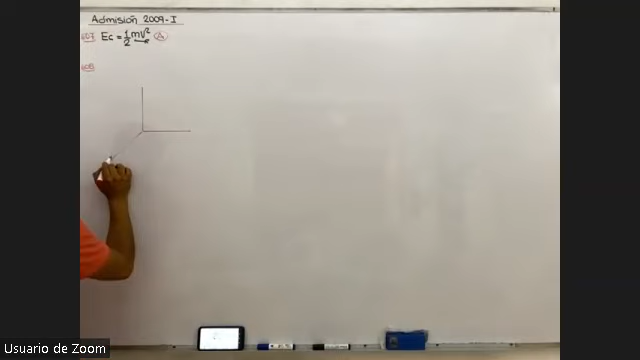 Admisión 2009-I
Ec = 1/2 mV² A
Usuario de Zoom